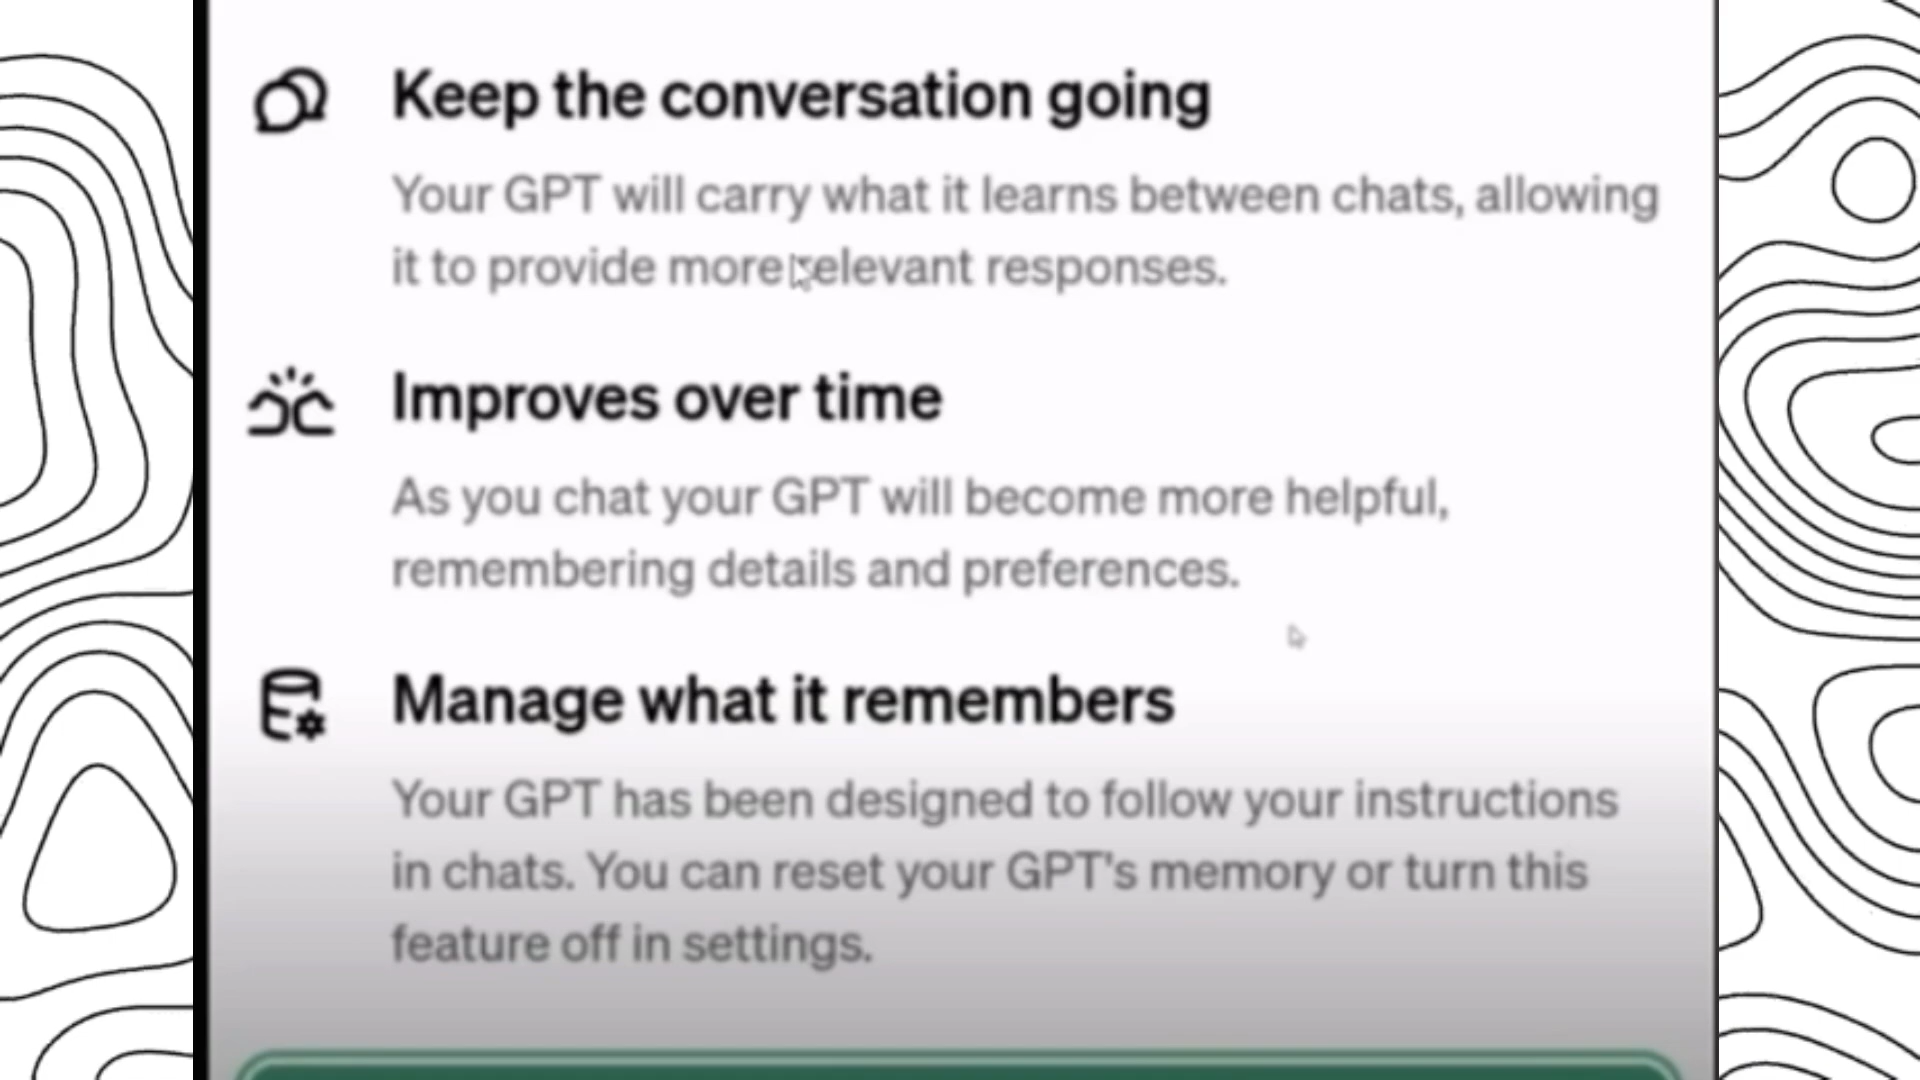 Keep the conversation going
Your GPT will carry what it learns between chats, allowing
it to provide more relevant responses.
Improves over time
As you chat your GPT will become more helpful,
remembering details and preferences.
Manage what it remembers
Your GPT has been designed to follow your instructions
in chats. You can reset your GPT's memory or turn this
feature off in settings.